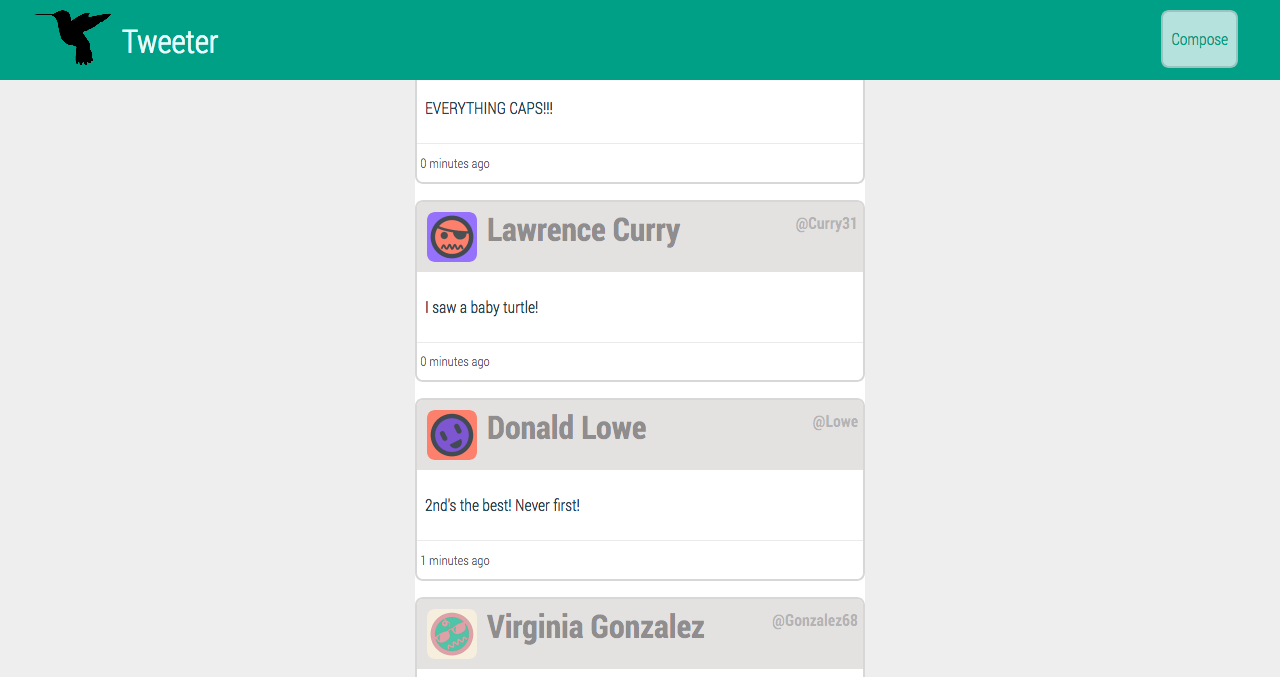 Tweeter
Compose
EVERYTHING CAPS!!!
0 minutes ago
Lawrence Curry
@Curry31
I saw a baby turtle!
0 minutes ago
Donald Lowe
@Lowe
2nd's the best! Never first!
1 minutes ago
Virginia Gonzalez
@Gonzalez68